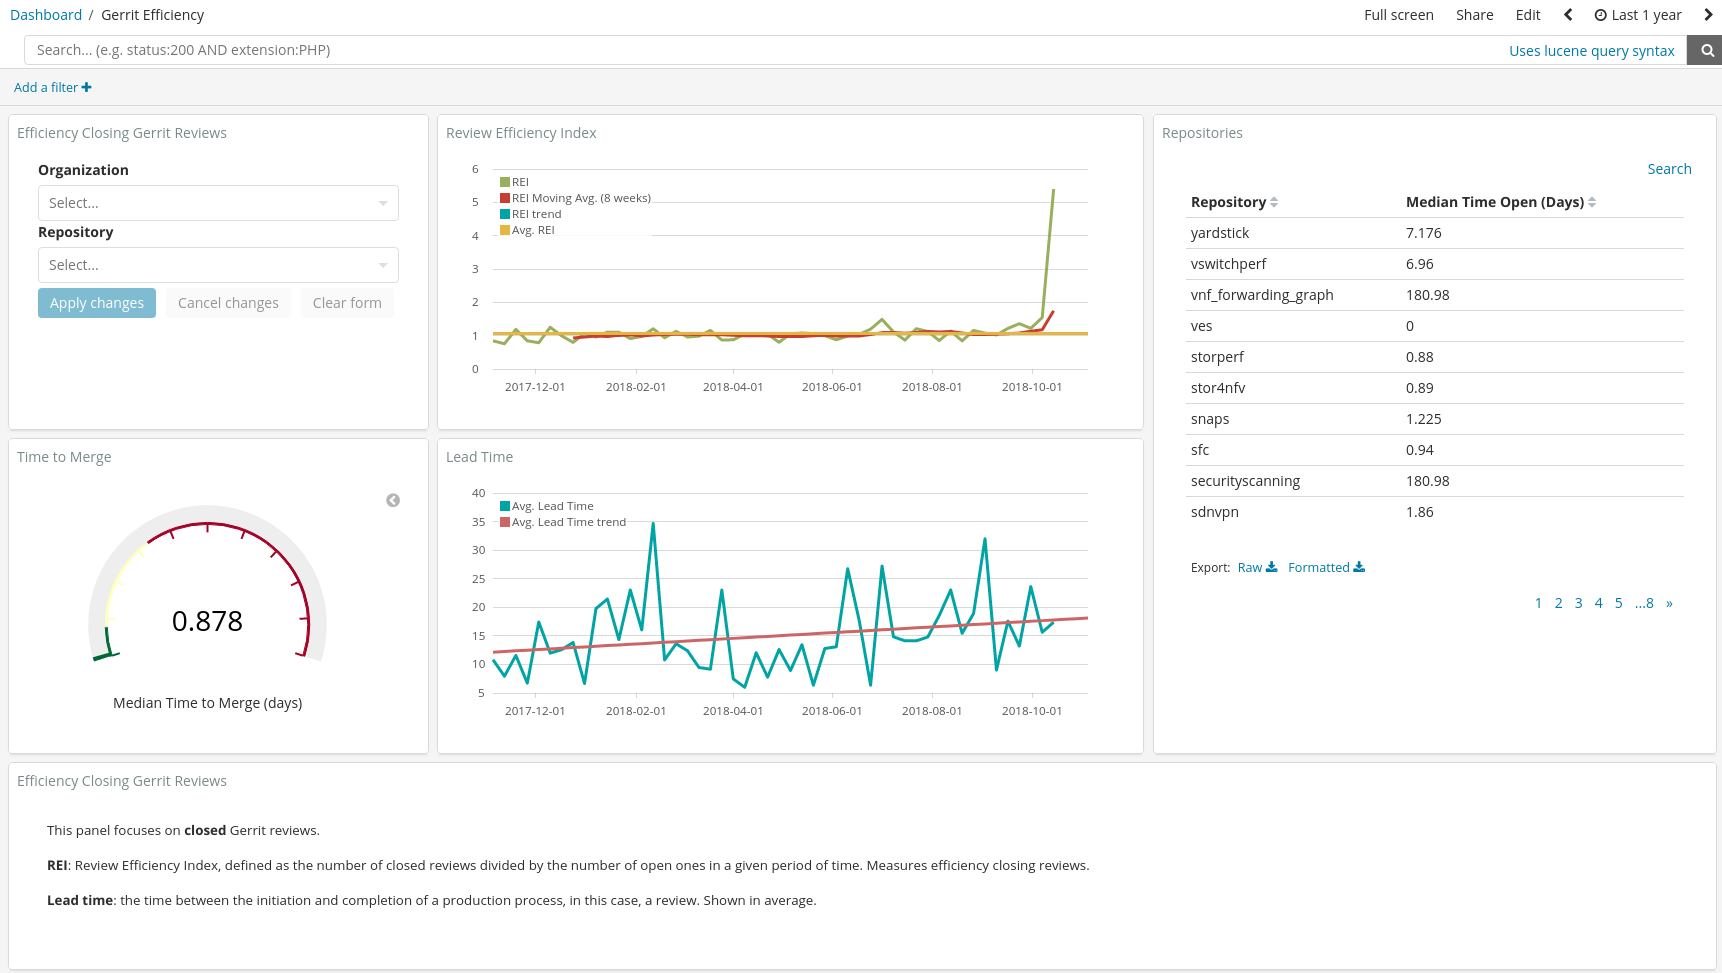 Dashboard / Gerrit Efficiency
Full screen Share Edit Last 1 year
Search... (e.g. status:200 AND extension:PHP)
Uses lucene query syntax
Add a filter
Efficiency Closing Gerrit Reviews
Organization
Select...
Repository
Select...
Apply changes Cancel changes Clear form
Review Efficiency Index
REI
REI Moving Avg. (8 weeks)
REI trend
Avg. REI
6
5
4
3
2
1
0
2017-12-01 2018-02-01 2018-04-01 2018-06-01 2018-08-01 2018-10-01
Repositories
Search
Repository Median Time Open (Days)
yardstick 7.176
vswitchperf 6.96
vnf_forwarding_graph 180.98
ves 0
storperf 0.88
stor4nfv 0.89
snaps 1.225
sfc 0.94
securityscanning 180.98
sdnvpn 1.86
Export: Raw Formatted
1 2 3 4 5 ...8 »
Time to Merge
0.878
Median Time to Merge (days)
Lead Time
Avg. Lead Time
Avg. Lead Time trend
40
35
30
25
20
15
10
5
2017-12-01 2018-02-01 2018-04-01 2018-06-01 2018-08-01 2018-10-01
Efficiency Closing Gerrit Reviews
This panel focuses on closed Gerrit reviews.
REI: Review Efficiency Index, defined as the number of closed reviews divided by the number of open ones in a given period of time. Measures efficiency closing reviews.
Lead time: the time between the initiation and completion of a production process, in this case, a review. Shown in average.